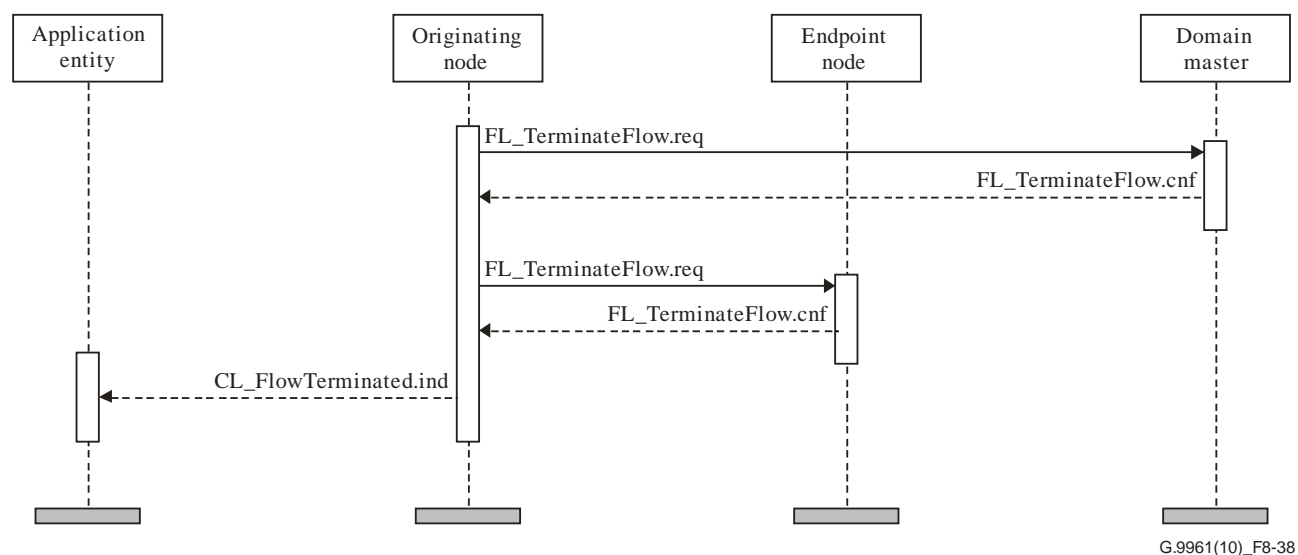 Application
entity
Originating
node
Endpoint
node
Domain
master
FL_TerminateFlow.req
FL_TerminateFlow.cnf
FL_TerminateFlow.req
FL_TerminateFlow.cnf
CL_FlowTerminated.ind
G.9961(10)_F8-38